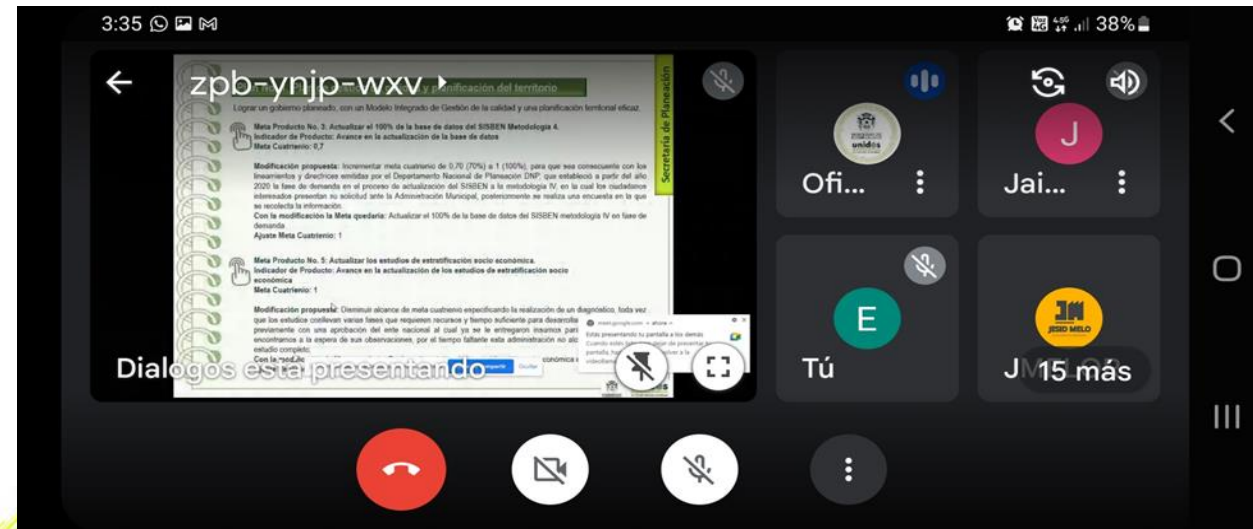 3:35
Voz 4G 4.5G 38%
zpb-ynjp-wxv
y planificación del territorio
Lograr un gobierno planeado, con un Modelo Integrado de Gestión de la calidad y una planificación territorial eficaz.
Secretaría de Planeación
Meta Producto No. 3: Actualizar el 100% de la base de datos del SISBEN Metodología 4.
Indicador de Producto: Avance en la actualización de la base de datos
Meta Cuatrienio: 0,7
Modificación propuesta: Incrementar meta cuatrienio de 0,70 (70%) a 1 (100%), para que sea consecuente con los
lineamientos y directrices emitidas por el Departamento Nacional de Planeación DNP, que estableció a partir del año
2020 la fase de demanda en el proceso de actualización del SISBEN a la metodología IV, en la cual los ciudadanos
interesados presentan su solicitud ante la Administración Municipal, posteriormente se realiza una encuesta en la que
se recolecta la información.
Con la modificación la Meta quedaría: Actualizar el 100% de la base de datos del SISBEN metodología IV en fase de
demanda
Ajuste Meta Cuatrienio: 1
Meta Producto No. 5: Actualizar los estudios de estratificación socio económica.
Indicador de Producto: Avance en la actualización de los estudios de estratificación socio
económica
Meta Cuatrienio: 1
Modificación propuesta: Disminuir alcance de meta cuatrienio especificando la realización de un diagnóstico, toda vez
que los estudios conllevan varias fases que requieren recursos y tiempo suficiente para
previamente con una aprobación del ente nacional al cual ya se le entregaron insumos
encontramos a la espera de sus observaciones, por el tiempo faltante esta administración no
estudio completo.
Con la
Dialogos está presentando
Ocultar
Ofi...
unidos
Jai...
J
E
Tú
JM
JESID MELO
J 15 más